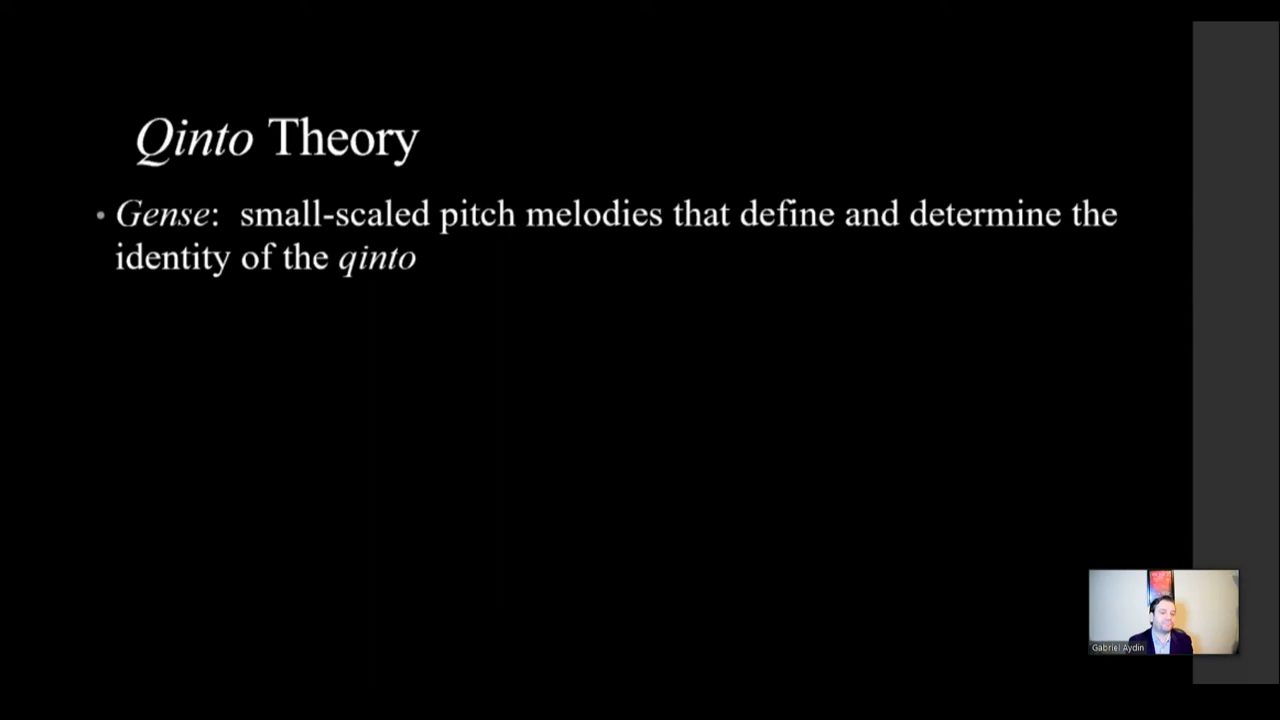 Qinto Theory
• Gense: small-scaled pitch melodies that define and determine the
identity of the qinto
Gabriel Aydin